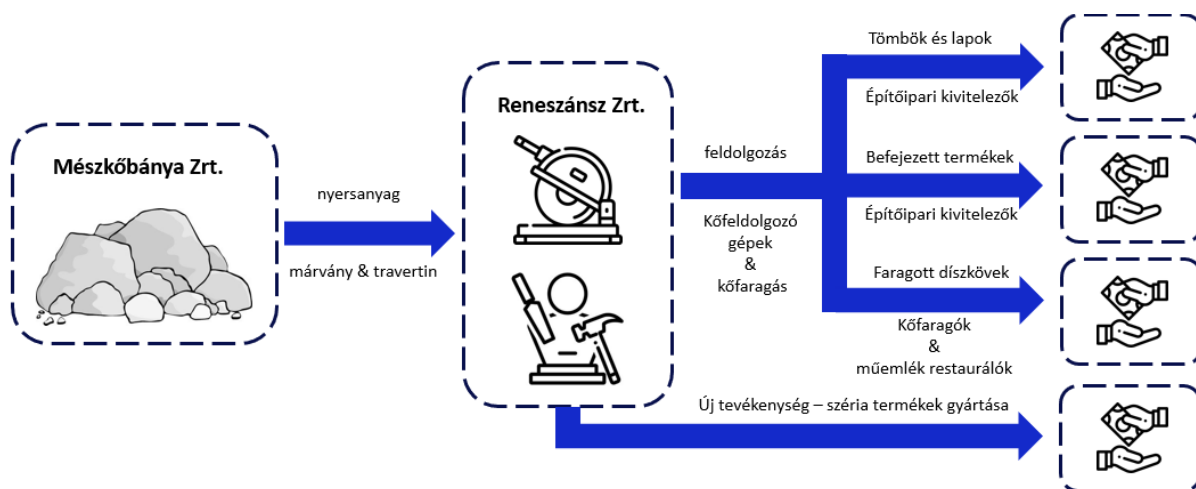 Mészkőbánya Zrt.
nyersanyag
márvány & travertin
Reneszánsz Zrt.
feldolgozás
Kőfeldolgozó
gépek
&
kőfaragás
Tömbök és lapok
Építőipari kivitelezők
Befejezett termékek
Építőipari kivitelezők
Faragott díszkövek
Kőfaragók
&
műemlék restaurálók
Új tevékenység – széria termékek gyártása